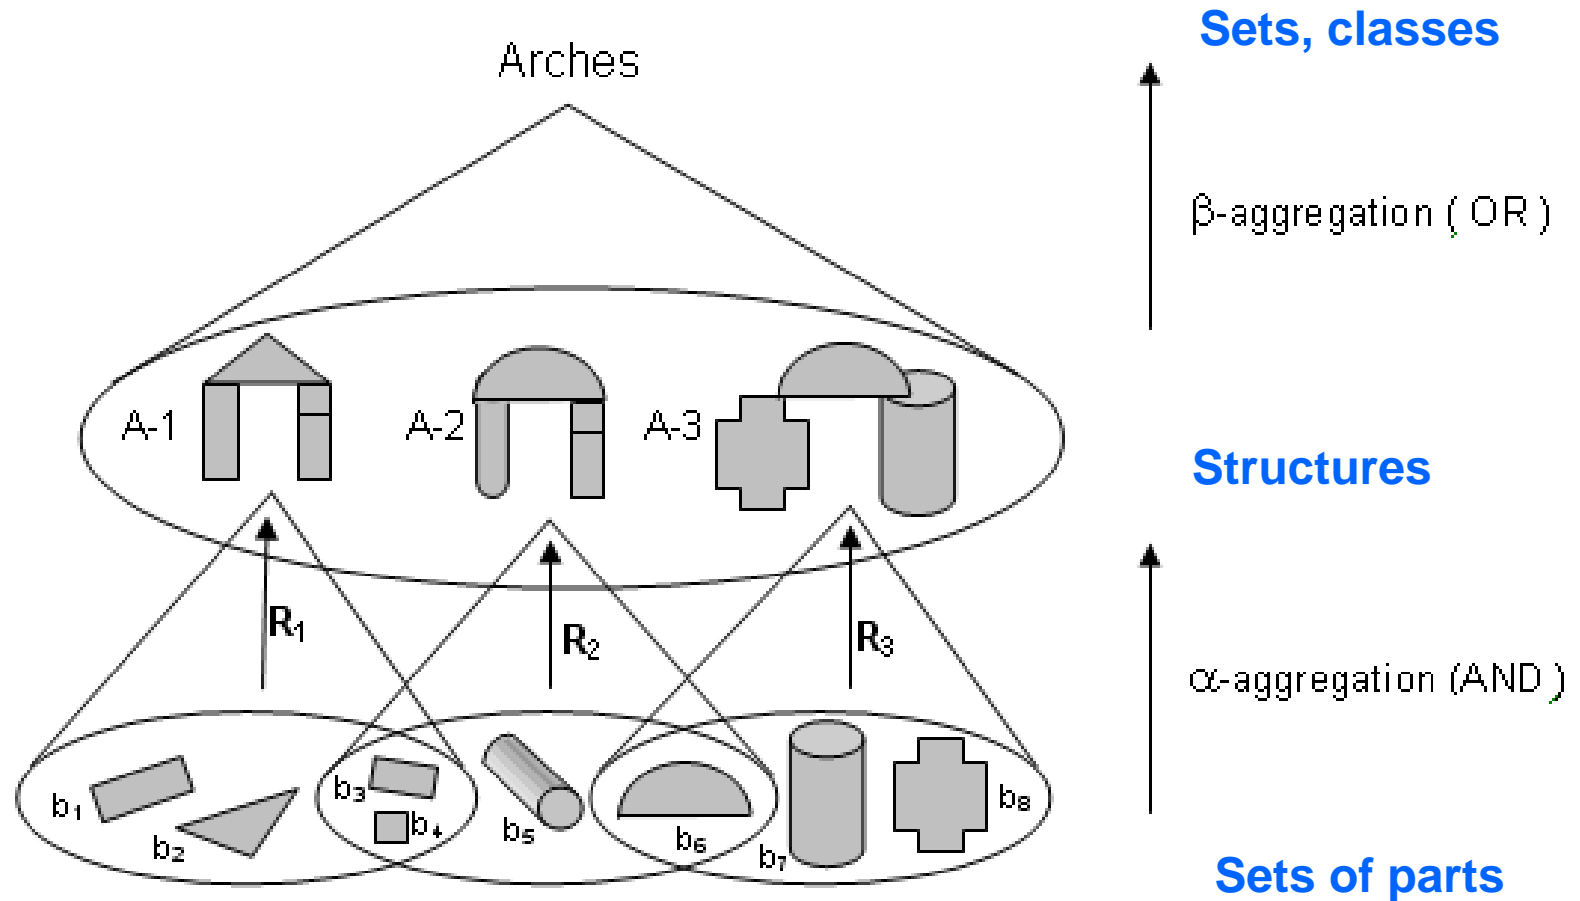 Sets, classes
Arches
β-aggregation ( OR )
A-1
A-2
A-3
Structures
R₁
R₂
R₃
α-aggregation (AND )
b₁
b₂
b₃
b₄
b₅
b₆
b₇
b₈
Sets of parts